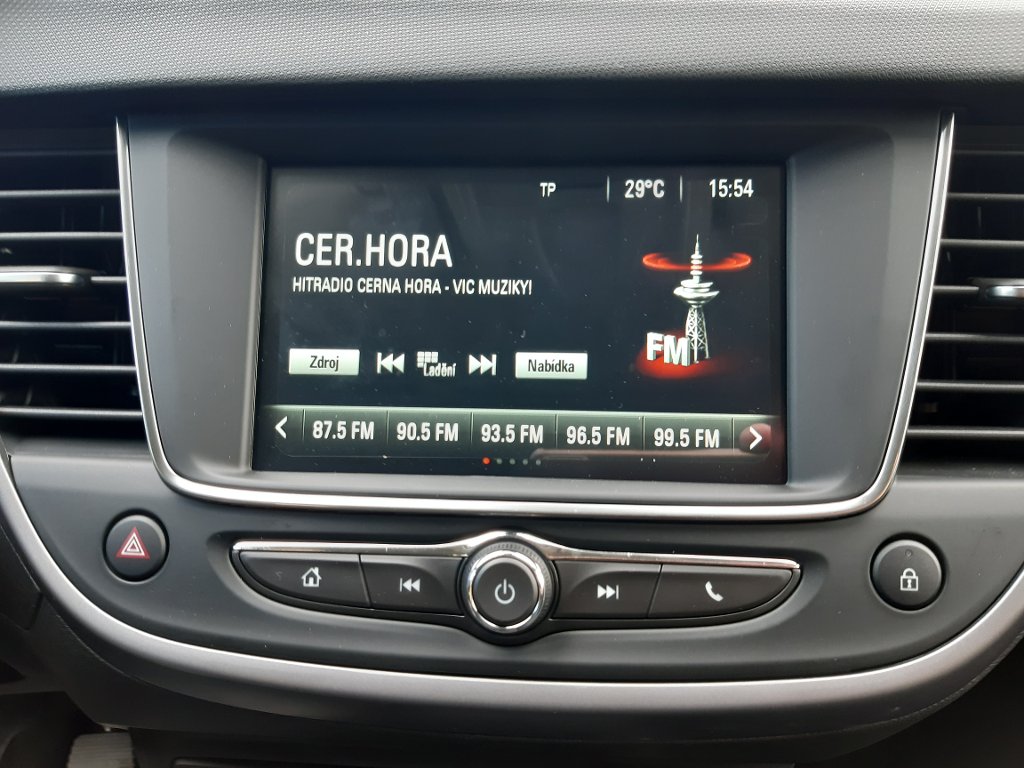 TP 29°C 15:54
CER.HORA
HITRADIO CERNA HORA - VIC MUZIKY!
FM
Zdroj Ladění Nabídka
87.5 FM 90.5 FM 93.5 FM 96.5 FM 99.5 FM